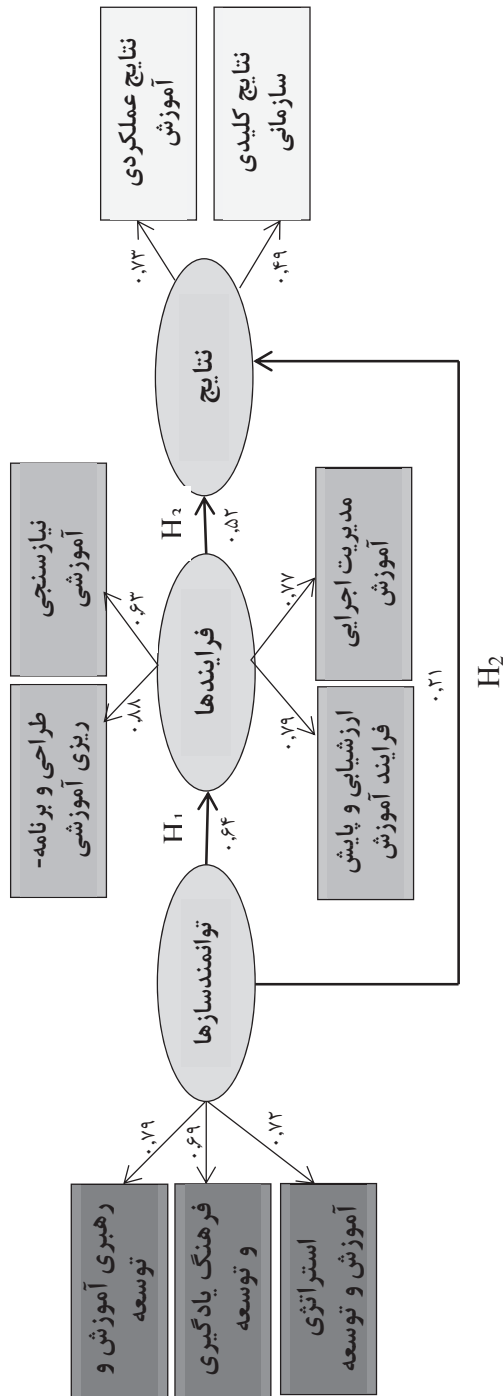 رهبری آموزش و
توسعه
فرهنگ یادگیری
و توسعه
استراتژی
آموزش و توسعه
۰٫۷۹
۰٫۶۹
۰٫۷۲
توانمندسازها
H₁
۰٫۶۴
طراحی و برنامه-
ریزی آموزشی
نیازسنجی
آموزشی
۰٫۸۸
۰٫۶۳
فرایندها
۰٫۷۹
۰٫۷۷
ارزشیابی و پایش
فرایند آموزش
مدیریت اجرایی
آموزش
H₂
۰٫۵۲
نتایج
۰٫۷۳
۰٫۴۹
نتایج عملکردی
آموزش
نتایج کلیدی
سازمانی
۰٫۲۱
H₂